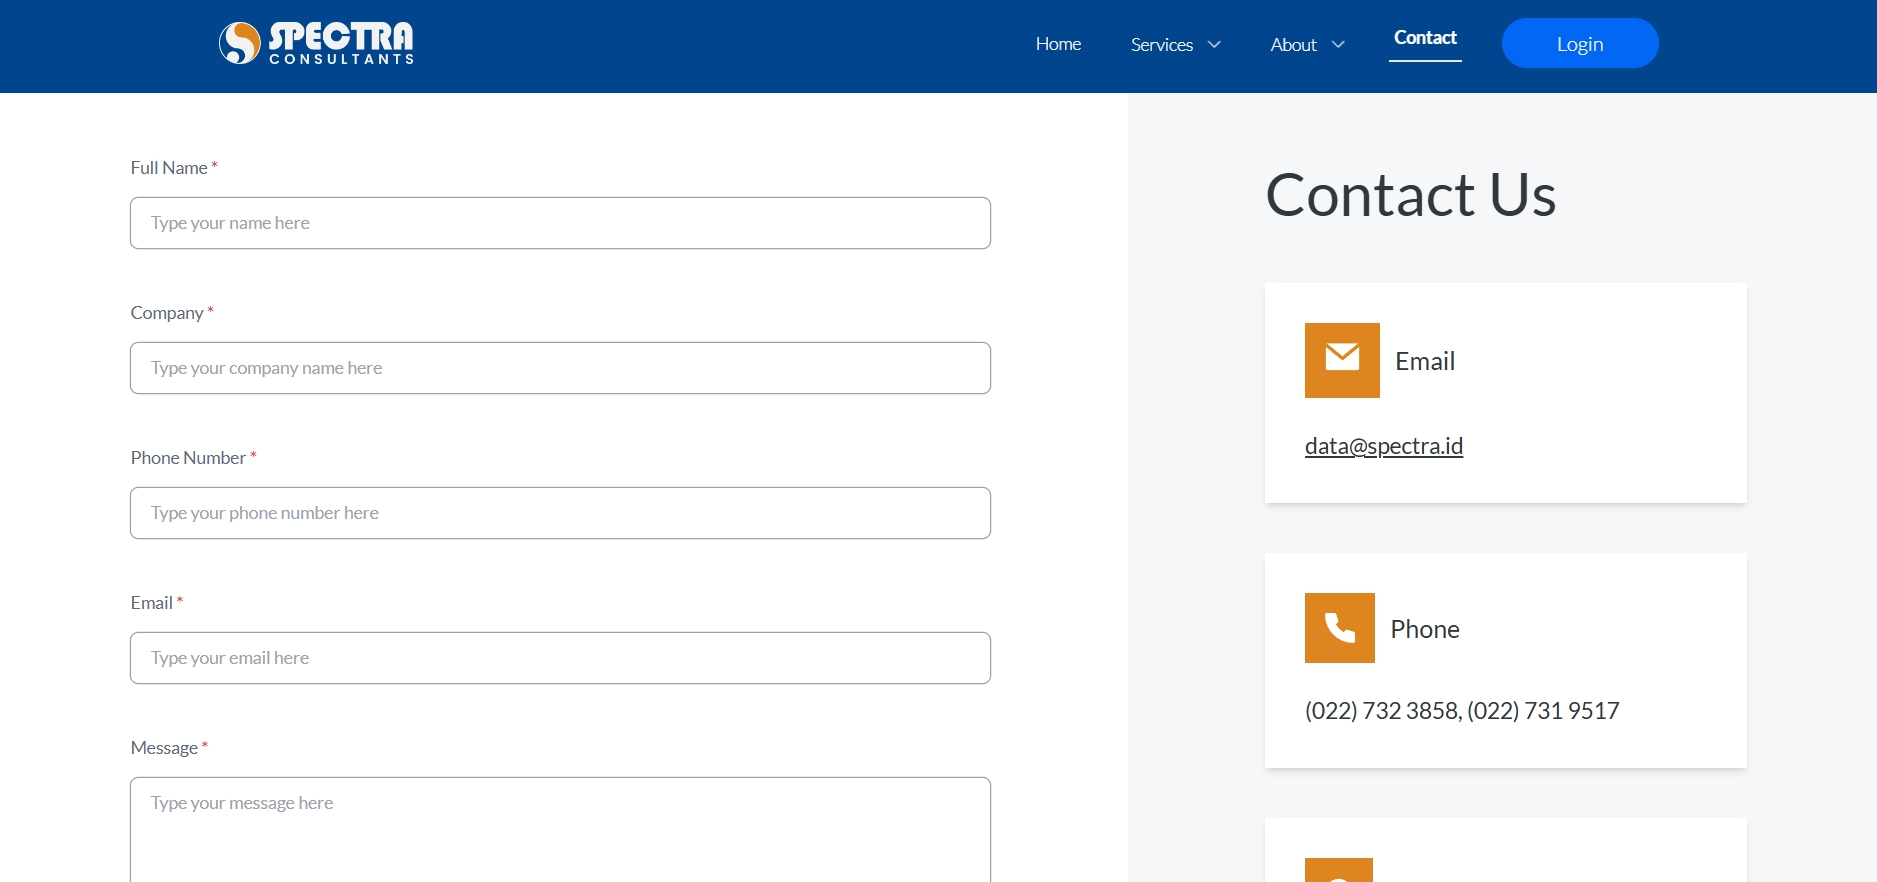 SPECTRA
CONSULTANTS
Home
Services
About
Contact
Login
Full Name *
Type your name here
Company *
Type your company name here
Phone Number *
Type your phone number here
Email *
Type your email here
Message *
Type your message here
Contact Us
Email
data@spectra.id
Phone
(022) 732 3858, (022) 731 9517